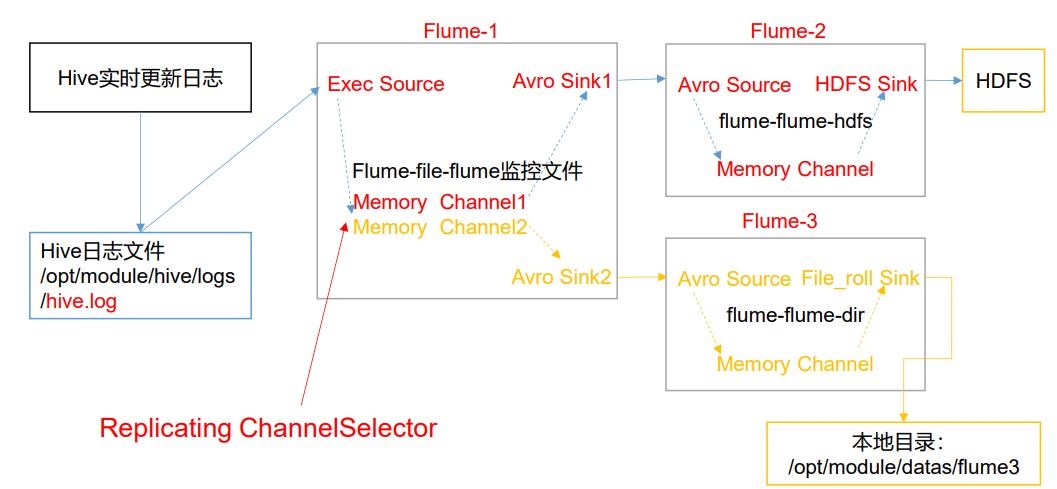 Flume-1
Flume-2
Hive实时更新日志
Exec Source
Avro Sink1
Avro Source
HDFS Sink
HDFS
flume-flume-hdfs
Flume-file-flume监控文件
Memory Channel
Memory Channel1
Memory Channel2
Flume-3
Hive日志文件
/opt/module/hive/logs
/hive.log
Avro Sink2
Avro Source
File_roll Sink
flume-flume-dir
Memory Channel
Replicating ChannelSelector
本地目录：
/opt/module/datas/flume3